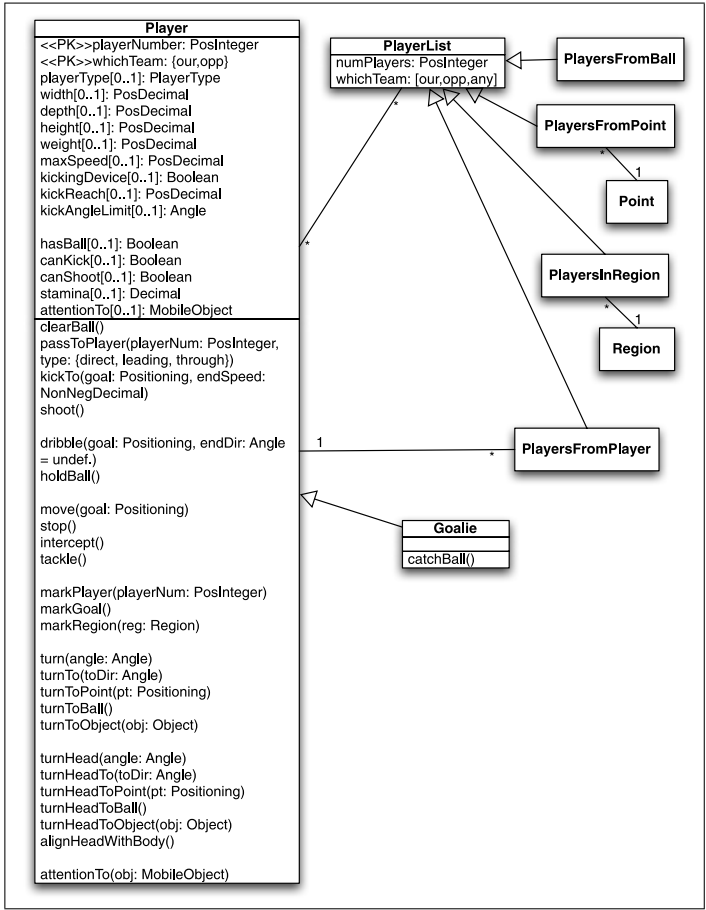 Player
<<PK>>playerNumber: PosInteger
<<PK>>whichTeam: {our,opp}
playerType[0..1]: PlayerType
width[0..1]: PosDecimal
depth[0..1]: PosDecimal
height[0..1]: PosDecimal
weight[0..1]: PosDecimal
maxSpeed[0..1]: PosDecimal
kickingDevice[0..1]: Boolean
kickReach[0..1]: PosDecimal
kickAngleLimit[0..1]: Angle
hasBall[0..1]: Boolean
canKick[0..1]: Boolean
canShoot[0..1]: Boolean
stamina[0..1]: Decimal
attentionTo[0..1]: MobileObject
clearBall()
passToPlayer(playerNum: PosInteger,
type: {direct, leading, through})
kickTo(goal: Positioning, endSpeed:
NonNegDecimal)
shoot()
dribble(goal: Positioning, endDir: Angle
= undef.)
holdBall()
move(goal: Positioning)
stop()
intercept()
tackle()
markPlayer(playerNum: PosInteger)
markGoal()
markRegion(reg: Region)
turn(angle: Angle)
turnTo(toDir: Angle)
turnToPoint(pt: Positioning)
turnToBall()
turnToObject(obj: Object)
turnHead(angle: Angle)
turnHeadTo(toDir: Angle)
turnHeadToPoint(pt: Positioning)
turnHeadToBall()
turnHeadToObject(obj: Object)
alignHeadWithBody()
attentionTo(obj: MobileObject)
PlayerList
numPlayers: PosInteger
whichTeam: [our,opp,any]
*
*
PlayersFromBall
PlayersFromPoint
*
1
Point
PlayersInRegion
*
1
Region
PlayersFromPlayer
1
*
Goalie
catchBall()